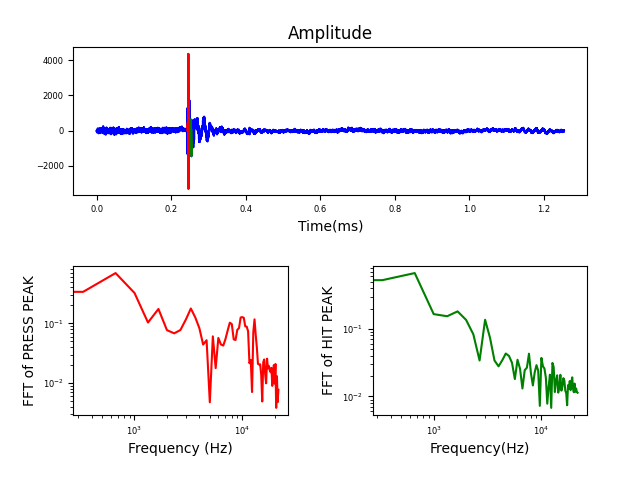 Amplitude
4000
2000
0
−2000
0.0 0.2 0.4 0.6 0.8 1.0 1.2
Time(ms)
FFT of PRESS PEAK
10⁻¹
10⁻²
10³ 10⁴
Frequency (Hz)
FFT of HIT PEAK
10⁻¹
10⁻²
10³ 10⁴
Frequency(Hz)